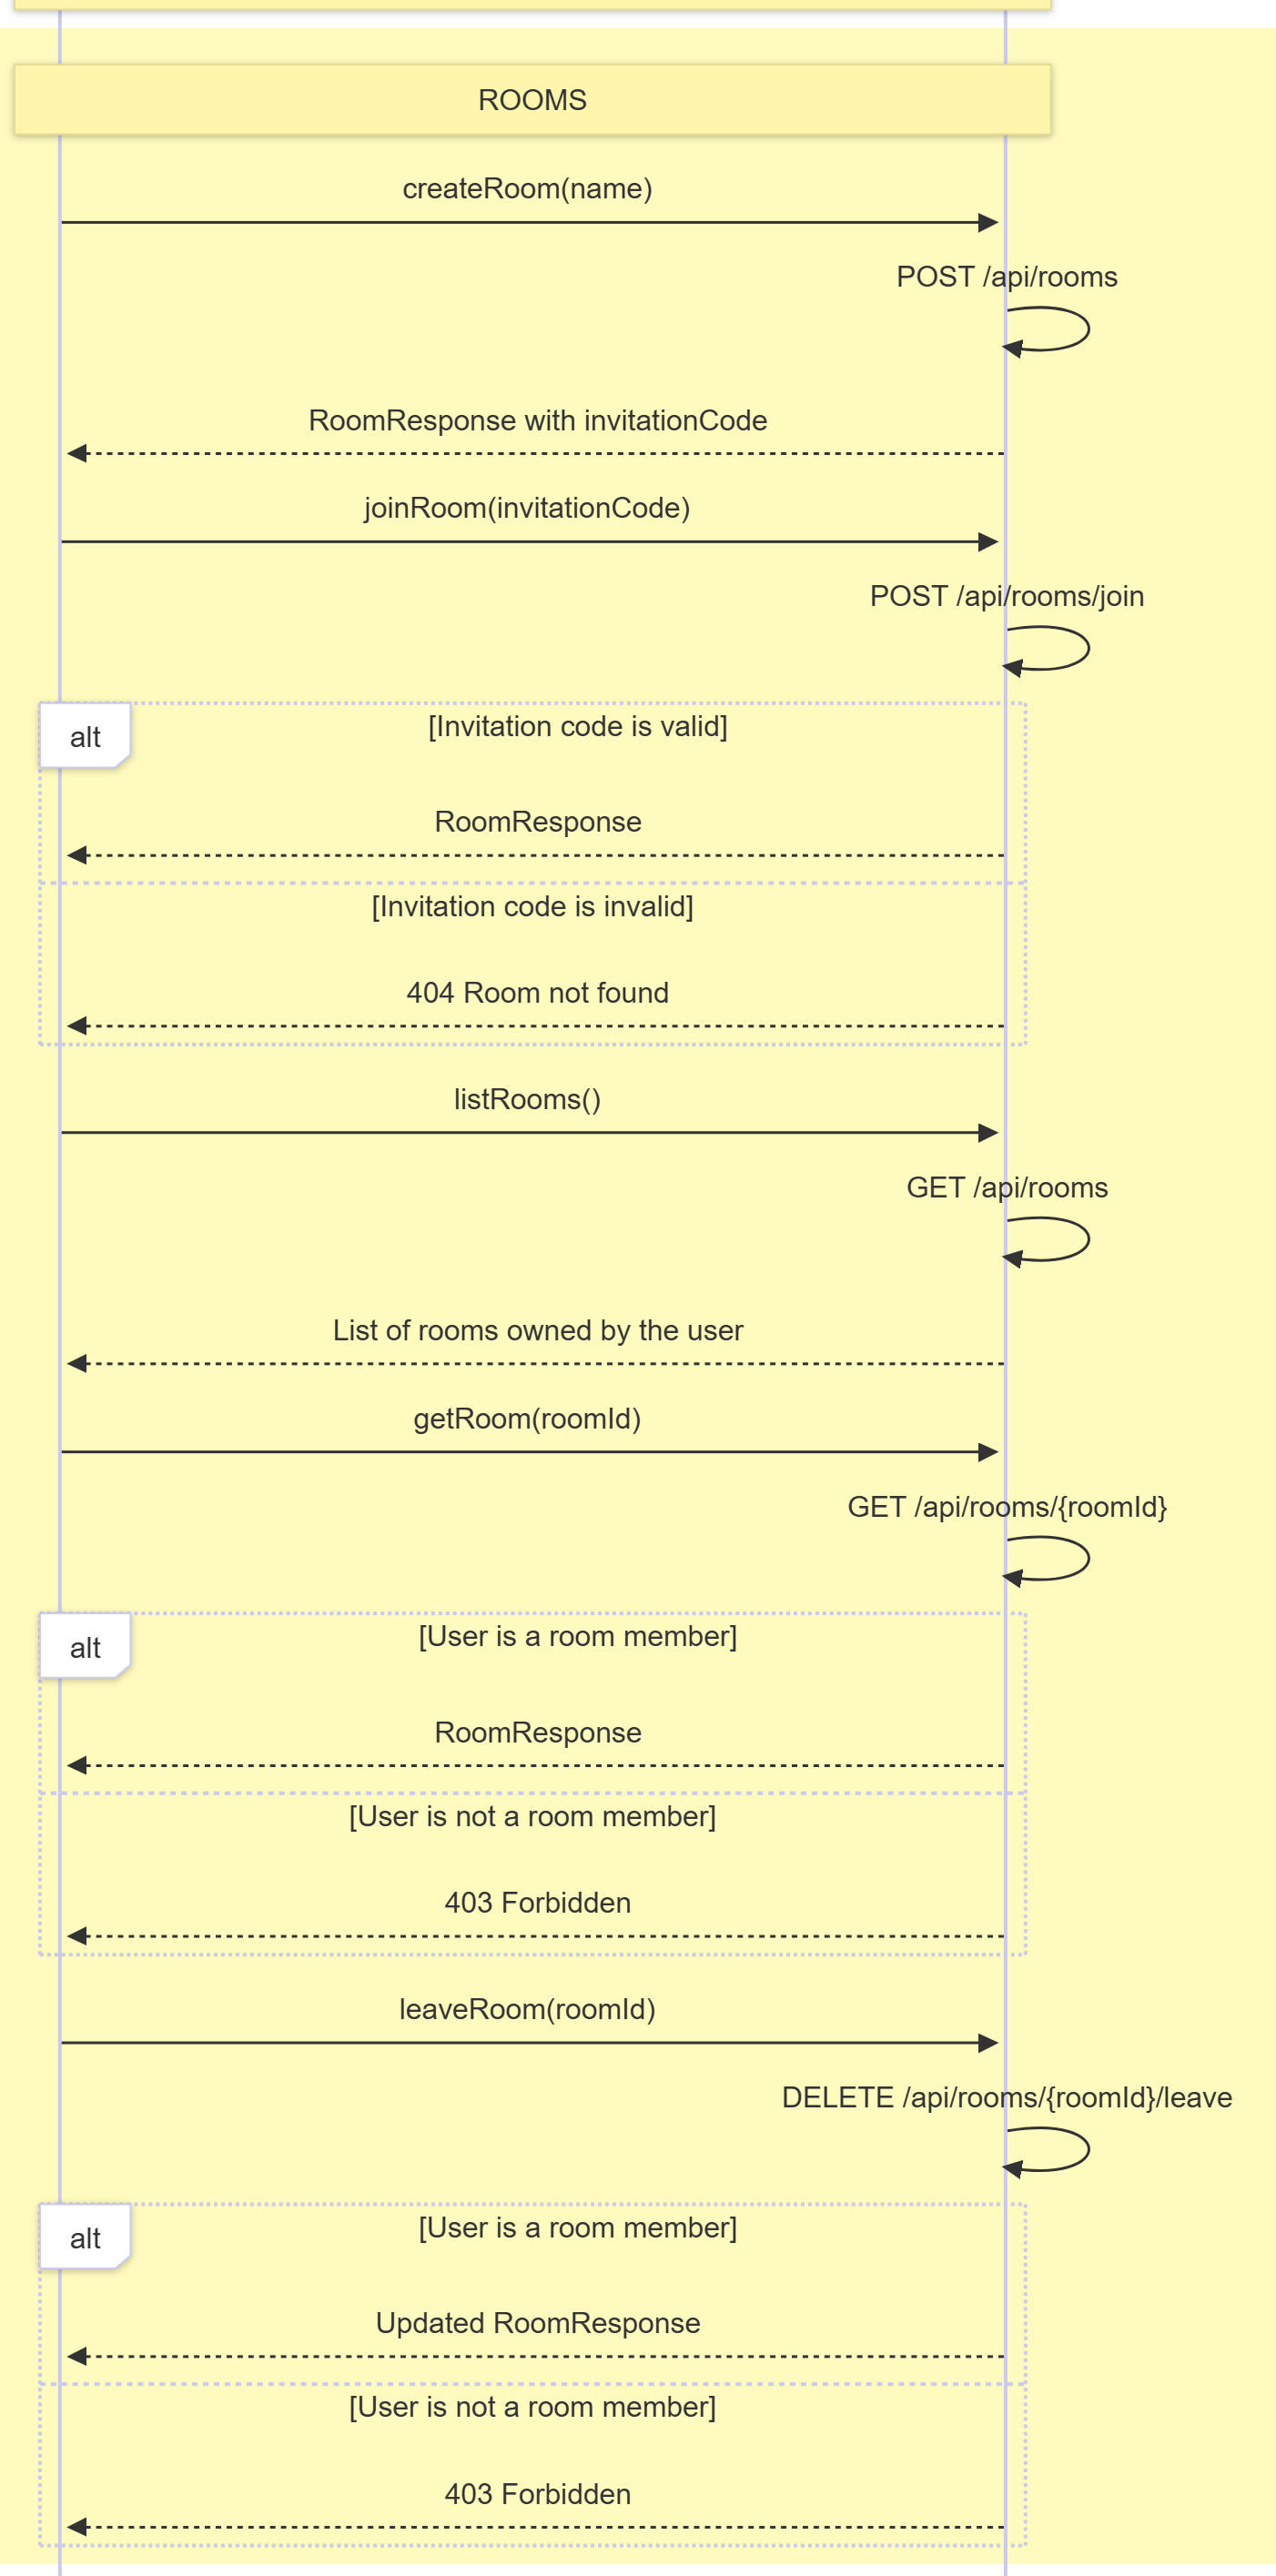 ROOMS
createRoom(name)
POST /api/rooms
RoomResponse with invitationCode
joinRoom(invitationCode)
POST /api/rooms/join
alt
[Invitation code is valid]
RoomResponse
[Invitation code is invalid]
404 Room not found
listRooms()
GET /api/rooms
List of rooms owned by the user
getRoom(roomId)
GET /api/rooms/{roomId}
alt
[User is a room member]
RoomResponse
[User is not a room member]
403 Forbidden
leaveRoom(roomId)
DELETE /api/rooms/{roomId}/leave
alt
[User is a room member]
Updated RoomResponse
[User is not a room member]
403 Forbidden